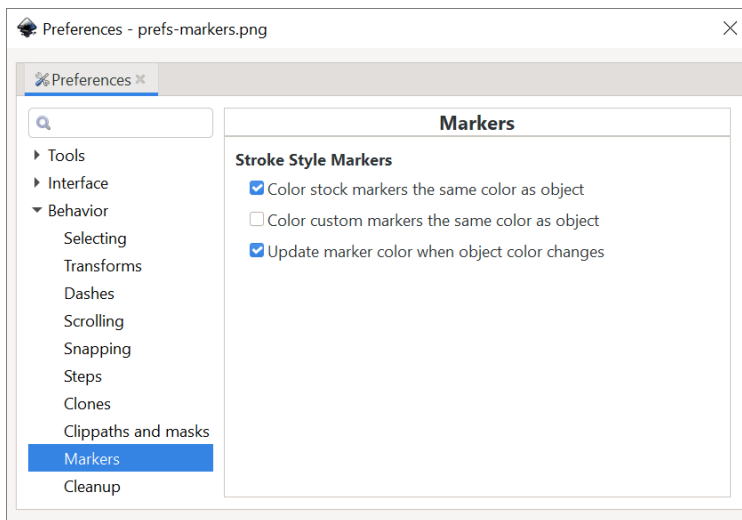 Preferences - prefs-markers.png
Preferences
Tools
Interface
Behavior
Selecting
Transforms
Dashes
Scrolling
Snapping
Steps
Clones
Clippaths and masks
Markers
Cleanup
Markers
Stroke Style Markers
Color stock markers the same color as object
Color custom markers the same color as object
Update marker color when object color changes